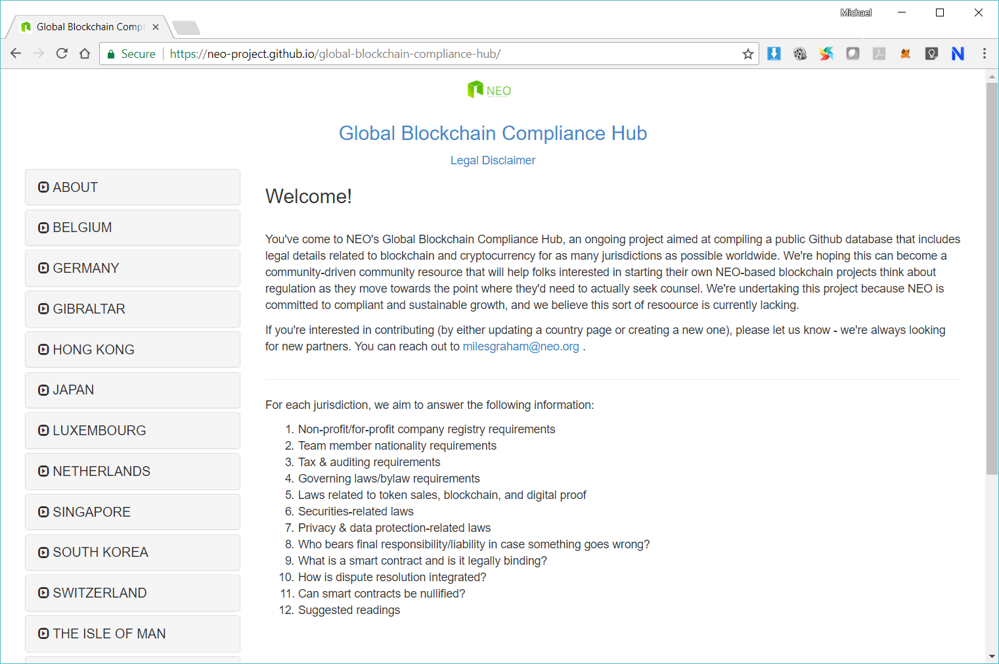 Michael
Global Blockchain Comp
Secure
https://neo-project.github.io/global-blockchain-compliance-hub/
NEO
Global Blockchain Compliance Hub
Legal Disclaimer
ABOUT
BELGIUM
GERMANY
GIBRALTAR
HONG KONG
JAPAN
LUXEMBOURG
NETHERLANDS
SINGAPORE
SOUTH KOREA
SWITZERLAND
THE ISLE OF MAN
Welcome!
You've come to NEO's Global Blockchain Compliance Hub, an ongoing project aimed at compiling a public Github database that includes
legal details related to blockchain and cryptocurrency for as many jurisdictions as possible worldwide. We're hoping this can become a
community-driven community resource that will help folks interested in starting their own NEO-based blockchain projects think about
regulation as they move towards the point where they'd need to actually seek counsel. We're undertaking this project because NEO is
committed to compliant and sustainable growth, and we believe this sort of resoource is currently lacking.
If you're interested in contributing (by either updating a country page or creating a new one), please let us know - we're always looking
for new partners. You can reach out to milesgraham@neo.org .
For each jurisdiction, we aim to answer the following information:
1. Non-profit/for-profit company registry requirements
2. Team member nationality requirements
3. Tax & auditing requirements
4. Governing laws/bylaw requirements
5. Laws related to token sales, blockchain, and digital proof
6. Securities-related laws
7. Privacy & data protection-related laws
8. Who bears final responsibility/liability in case something goes wrong?
9. What is a smart contract and is it legally binding?
10. How is dispute resolution integrated?
11. Can smart contracts be nullified?
12. Suggested readings